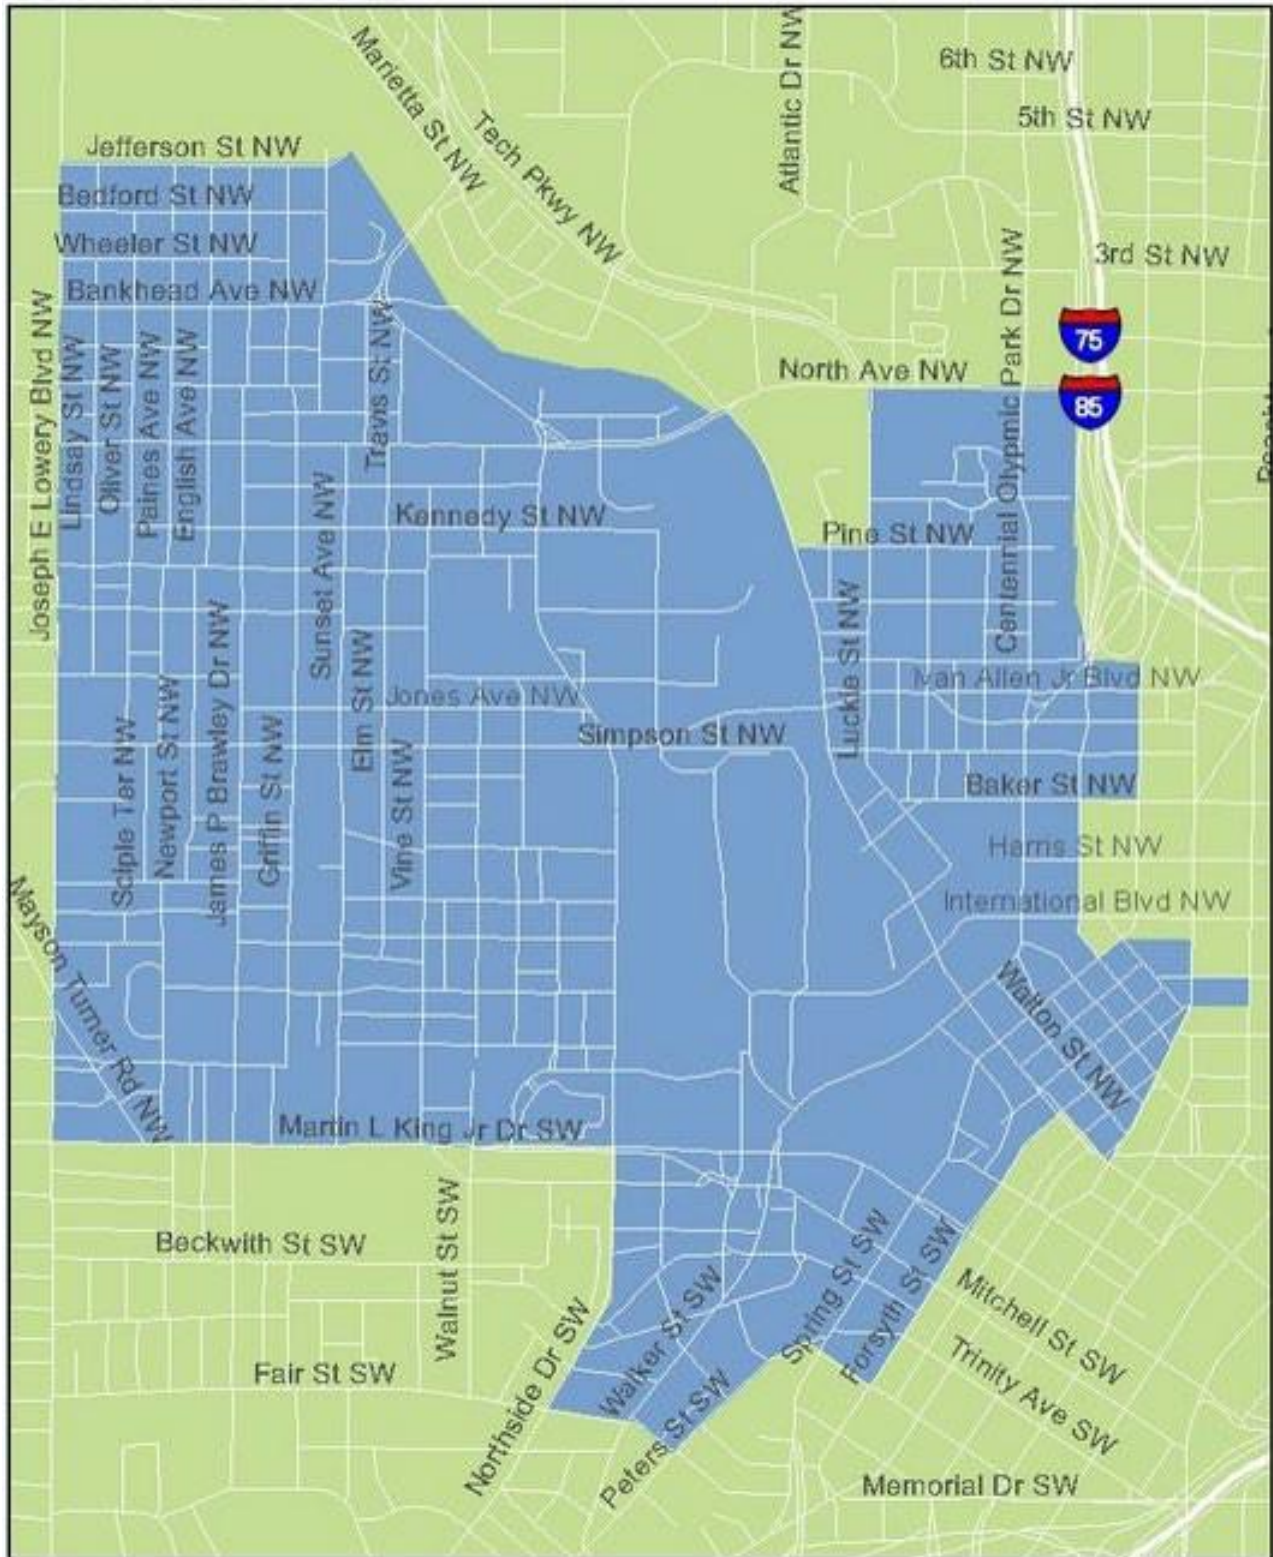 6th St NW
5th St NW
Marietta St NW
Tech Pkwy NW
Atlantic Dr NW
Jefferson St NW
Bedford St NW
Wheeler St NW
3rd St NW
Bankhead Ave NW
75
Centennial Olypmic Park Dr NW
North Ave NW
85
Joseph E Lowery Blvd NW
Lindsay St NW
Oliver St NW
Paines Ave NW
English Ave NW
Travis St NW
Sunset Ave NW
Kennedy St NW
Pine St NW
Luckie St NW
Ivan Allen Jr Blvd NW
Jones Ave NW
Elm St NW
Simpson St NW
Sciple Ter NW
Newport St NW
James P Brawley Dr NW
Griffin St NW
Vine St NW
Baker St NW
Harris St NW
International Blvd NW
Mayson Turner Rd NW
Walton St NW
Martin L King Jr Dr SW
Beckwith St SW
Walnut St SW
Walker St SW
Spring St SW
Forsyth St SW
Mitchell St SW
Fair St SW
Northside Dr SW
Peters St SW
Trinity Ave SW
Memorial Dr SW